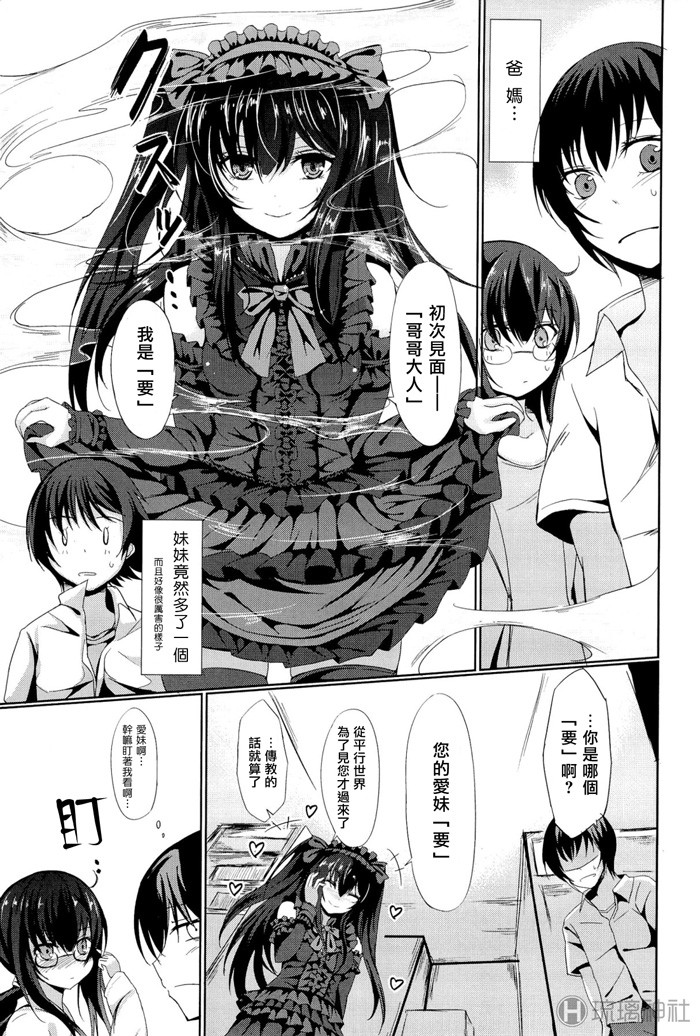 爸媽…
初次見面——
「哥哥大人」
我是「要」
クスッ
妹妹竟然多了一個
而且好像很厲害的樣子
…你是哪個
「要」啊？
您的愛妹「要」
從平行世界
為了見您才過來了
…傳教的
話就算了
愛妹啊…
幹嘛盯著我看啊…
盯
琉璃神社